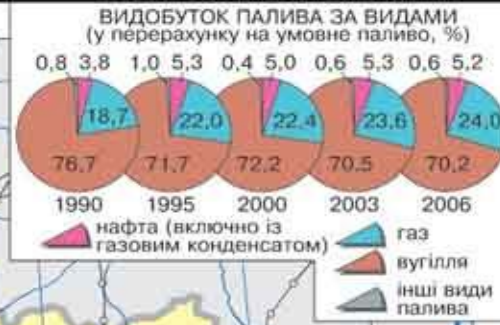 ВИДОБУТОК ПАЛИВА ЗА ВИДАМИ
(у перерахунку на умовне паливо, %)
0,8 3,8 1,0 5,3 0,4 5,0 0,6 5,3 0,6 5,2
18,7 22,0 22,4 23,6 24,0
76,7 71,7 72,2 70,5 70,2
1990 1995 2000 2003 2006
нафта (включно із
газовим конденсатом)
газ
вугілля
інші види
палива